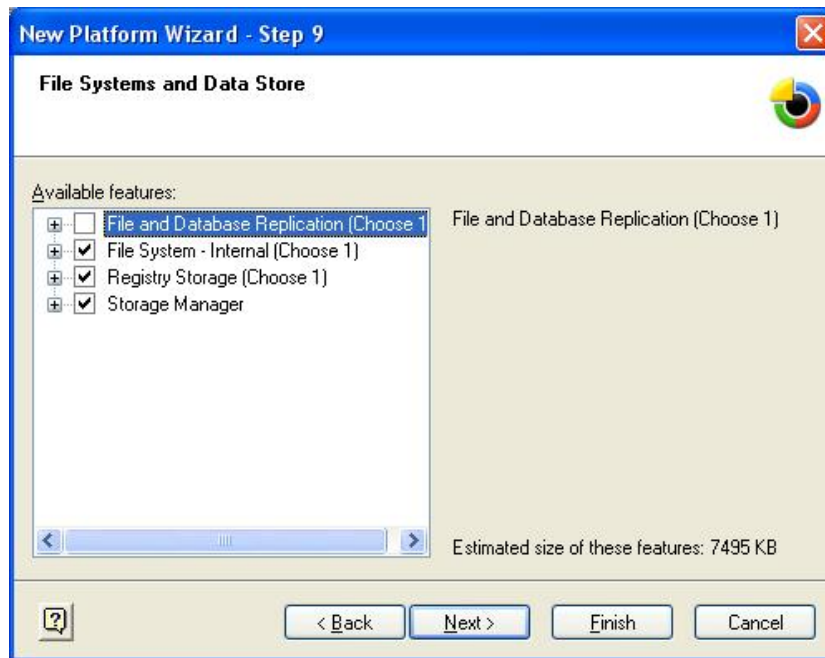 New Platform Wizard - Step 9
File Systems and Data Store
Available features:
File and Database Replication (Choose 1
File System - Internal (Choose 1)
Registry Storage (Choose 1)
Storage Manager
File and Database Replication (Choose 1)
Estimated size of these features: 7495 KB
?
< Back
Next >
Finish
Cancel